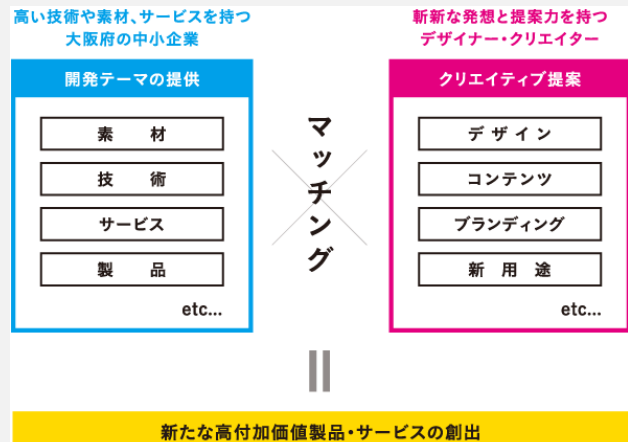 高い技術や素材、サービスを持つ
大阪府の中小企業
開発テーマの提供
素 材
技 術
サービス
製 品
etc...
マッチング
斬新な発想と提案力を持つ
デザイナー・クリエイター
クリエイティブ提案
デザイン
コンテンツ
ブランディング
新 用 途
etc...
新たな高付加価値製品・サービスの創出